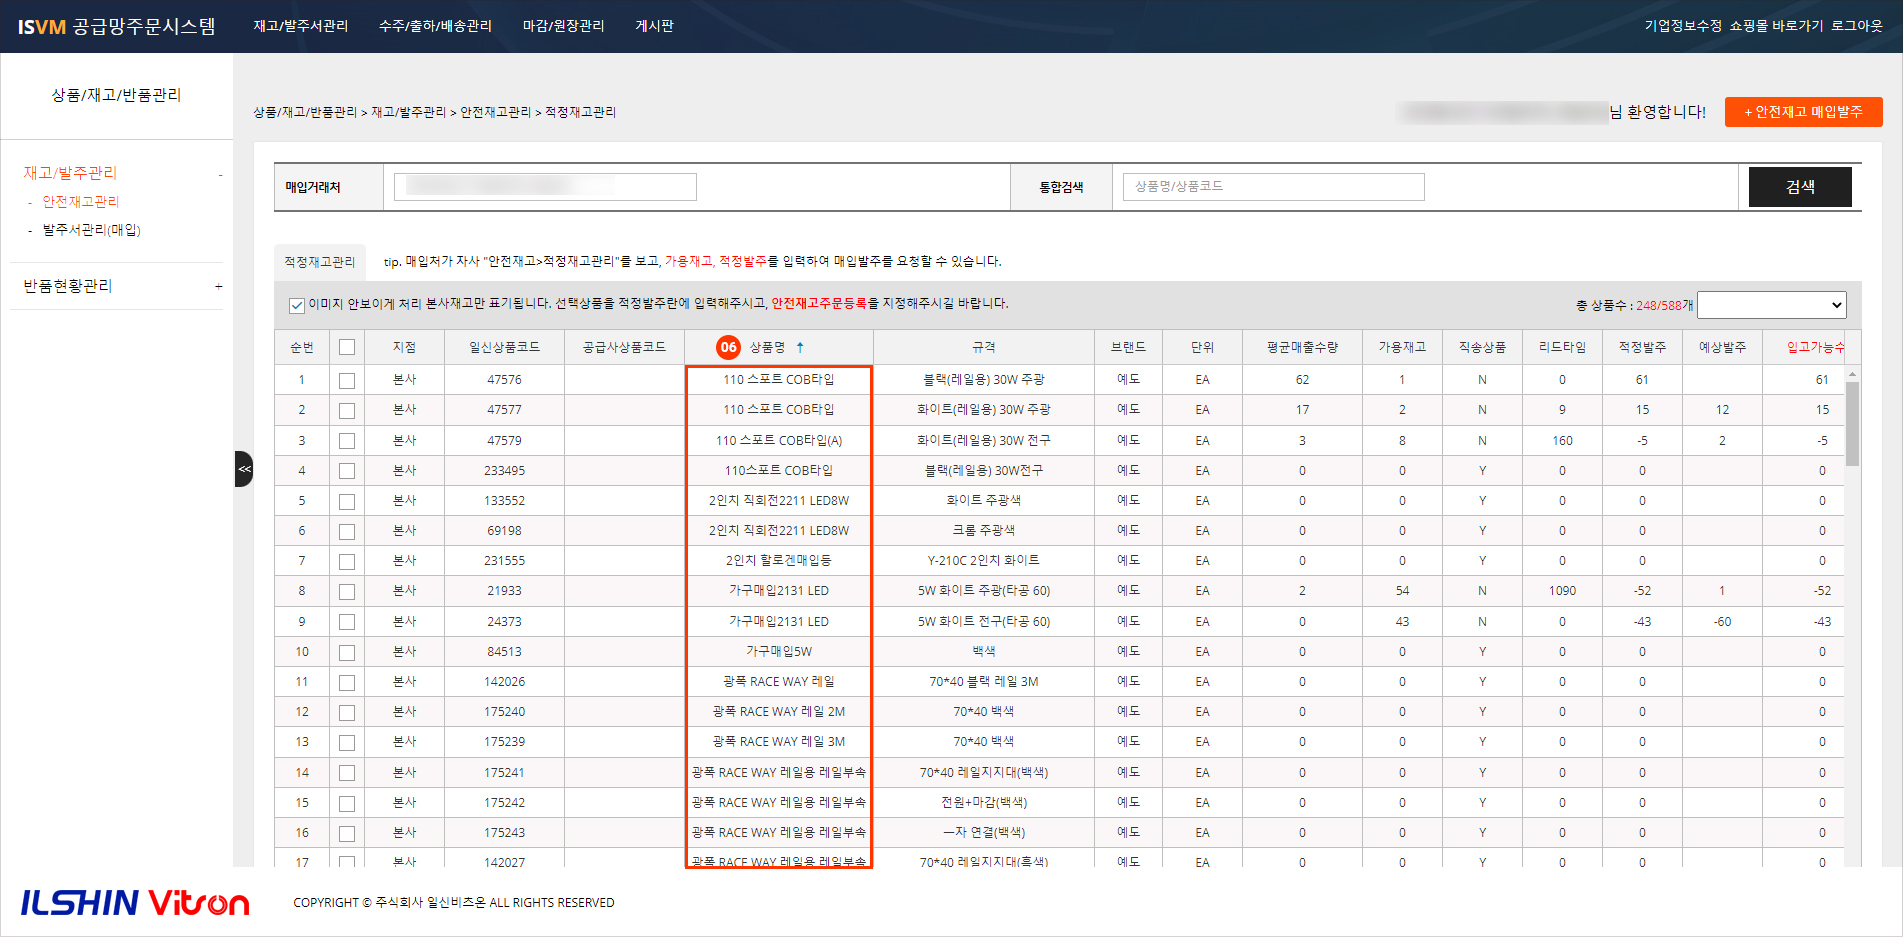 ISVM 공급망주문시스템 재고/발주서관리 수주/출하/배송관리 마감/원장관리 게시판 기업정보수정 쇼핑몰 바로가기 로그아웃
상품/재고/반품관리
상품/재고/반품관리 > 재고/발주관리 > 안전재고관리 > 적정재고관리 님 환영합니다! + 안전재고 매입발주
재고/발주관리 -
- 안전재고관리
- 발주서관리(매입)
반품현황관리 +
<<
매입거래처 통합검색 상품명/상품코드 검색
적정재고관리 tip. 매입처가 자사 "안전재고>적정재고관리"를 보고, 가용재고, 적정발주를 입력하여 매입발주를 요청할 수 있습니다.
이미지 안보이게 처리 본사재고만 표기됩니다. 선택상품을 적정발주란에 입력해주시고, 안전재고주문등록을 지정해주시길 바랍니다. 총 상품수 : 248/588개
순번 지점 일신상품코드 공급사상품코드 06 상품명 ↑ 규격 브랜드 단위 평균매출수량 가용재고 직송상품 리드타임 적정발주 예상발주 입고가능수
1 본사 47576 110 스포트 COB타입 블랙(레일용) 30W 주광 예도 EA 62 1 N 0 61 61
2 본사 47577 110 스포트 COB타입 화이트(레일용) 30W 주광 예도 EA 17 2 N 9 15 12 15
3 본사 47579 110 스포트 COB타입(A) 화이트(레일용) 30W 전구 예도 EA 3 8 N 160 -5 2 -5
4 본사 233495 110스포트 COB타입 블랙(레일용) 30W전구 예도 EA 0 0 Y 0 0 0
5 본사 133552 2인치 직회전2211 LED8W 화이트 주광색 예도 EA 0 0 Y 0 0 0
6 본사 69198 2인치 직회전2211 LED8W 크롬 주광색 예도 EA 0 0 Y 0 0 0
7 본사 231555 2인치 할로겐매입등 Y-210C 2인치 화이트 예도 EA 0 0 Y 0 0 0
8 본사 21933 가구매입2131 LED 5W 화이트 주광(타공 60) 예도 EA 2 54 N 1090 -52 1 -52
9 본사 24373 가구매입2131 LED 5W 화이트 전구(타공 60) 예도 EA 0 43 N 0 -43 -60 -43
10 본사 84513 가구매입5W 백색 예도 EA 0 0 Y 0 0 0
11 본사 142026 광폭 RACE WAY 레일 70*40 블랙 레일 3M 예도 EA 0 0 Y 0 0 0
12 본사 175240 광폭 RACE WAY 레일 2M 70*40 백색 예도 EA 0 0 Y 0 0 0
13 본사 175239 광폭 RACE WAY 레일 3M 70*40 백색 예도 EA 0 0 Y 0 0 0
14 본사 175241 광폭 RACE WAY 레일용 레일부속 70*40 레일지지대(백색) 예도 EA 0 0 Y 0 0 0
15 본사 175242 광폭 RACE WAY 레일용 레일부속 전원+마감(백색) 예도 EA 0 0 Y 0 0 0
16 본사 175243 광폭 RACE WAY 레일용 레일부속 一자 연결(백색) 예도 EA 0 0 Y 0 0 0
17 본사 142027 광폭 RACE WAY 레일용 레일부속 70*40 레일지지대(흑색) 예도 EA 0 0 Y 0 0 0
ILSHIN Vitson COPYRIGHT © 주식회사 일신비츠온 ALL RIGHTS RESERVED